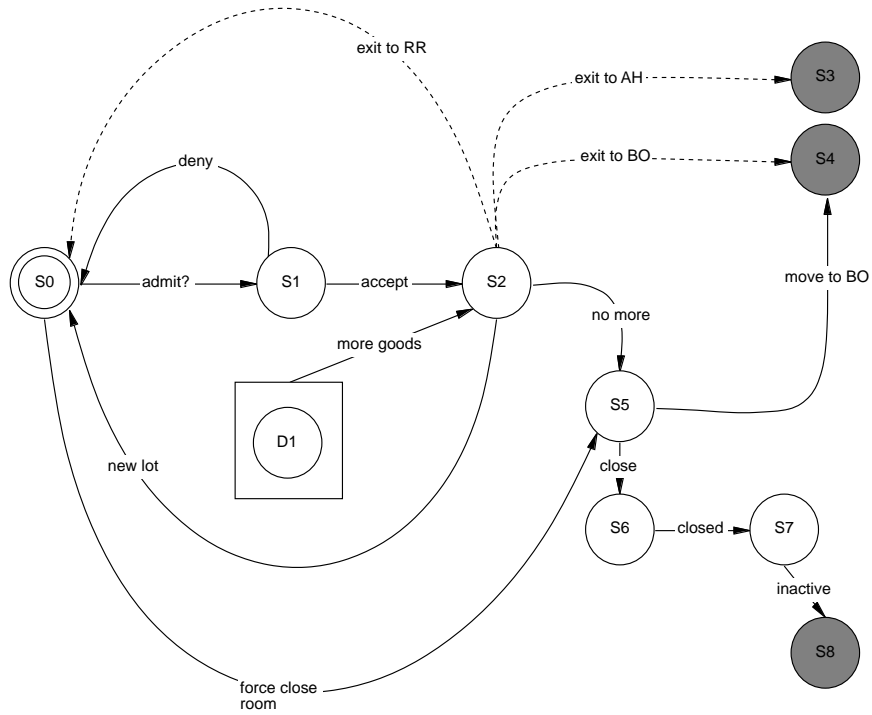 exit to RR
exit to AH
S3
exit to BO
S4
deny
S0
admit?
S1
accept
S2
move to BO
no more
more goods
S5
D1
new lot
close
S6
closed
S7
inactive
S8
force close
room